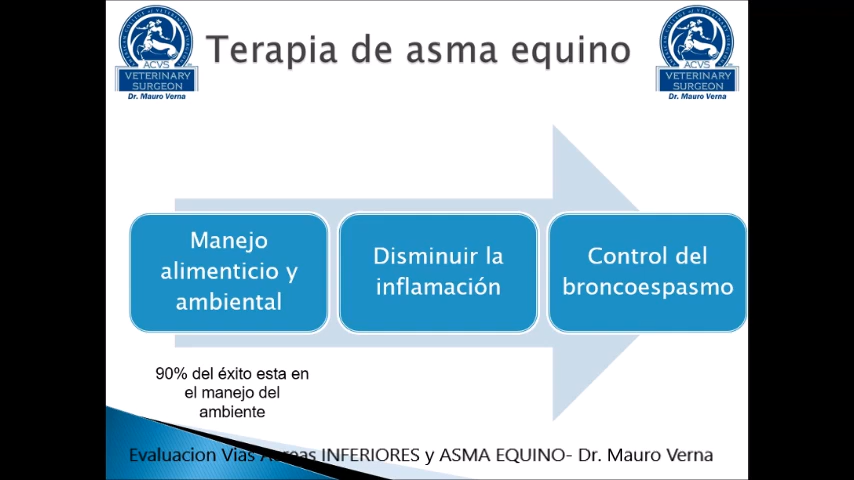 Terapia de asma equino
ACVS
VETERINARY
SURGEON
Dr. Mauro Verna
ACVS
VETERINARY
SURGEON
Dr. Mauro Verna
Manejo
alimenticio y
ambiental
Disminuir la
inflamación
Control del
broncoespasmo
90% del éxito esta en
el manejo del
ambiente
Evaluacion Vias Aereas INFERIORES y ASMA EQUINO- Dr. Mauro Verna